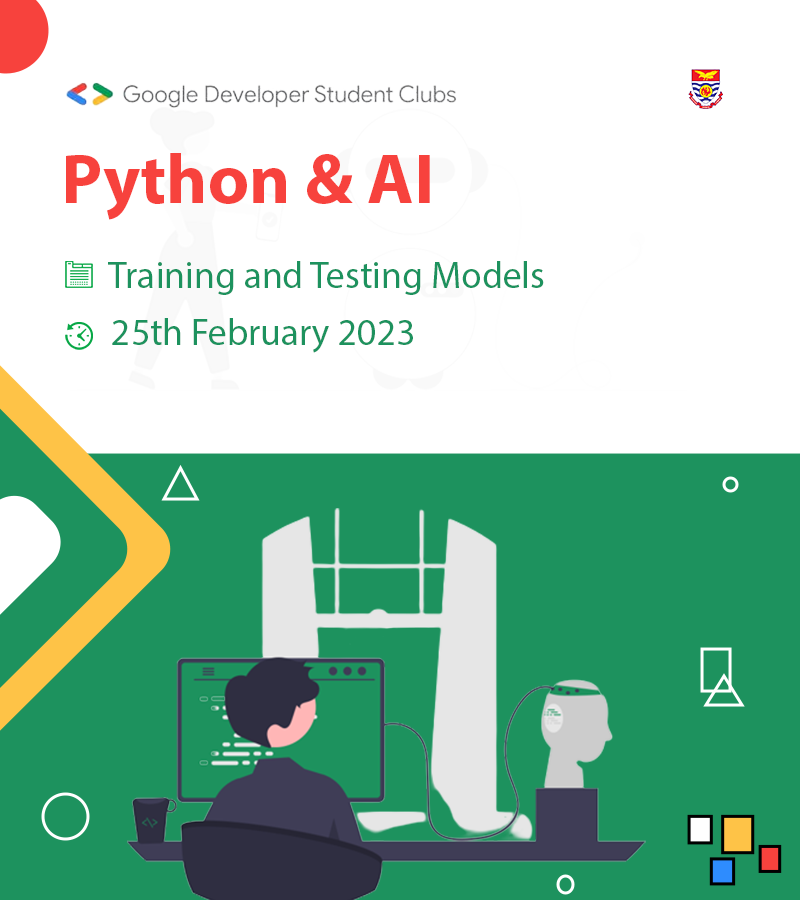 Google Developer Student Clubs
Python & AI
Training and Testing Models
25th February 2023